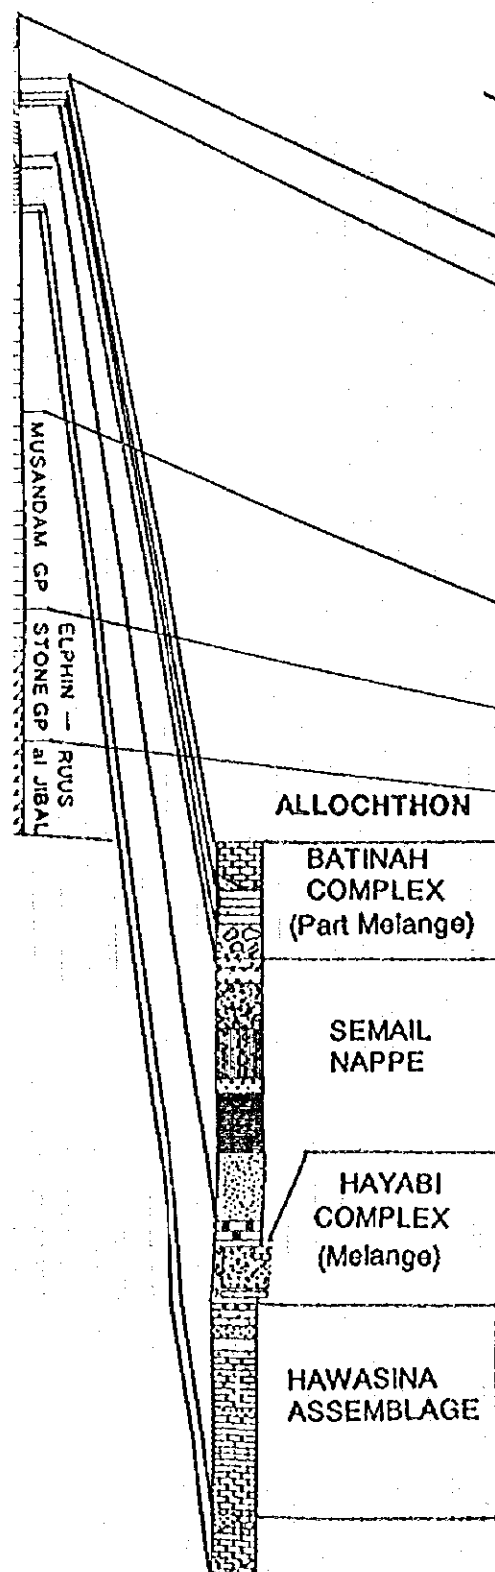 MUSANDAM GP
ELPHIN —
STONE GP
RUUS
al JIBAL
ALLOCHTHON
BATINAH
COMPLEX
(Part Melange)
SEMAIL
NAPPE
HAYABI
COMPLEX
(Melange)
HAWASINA
ASSEMBLAGE